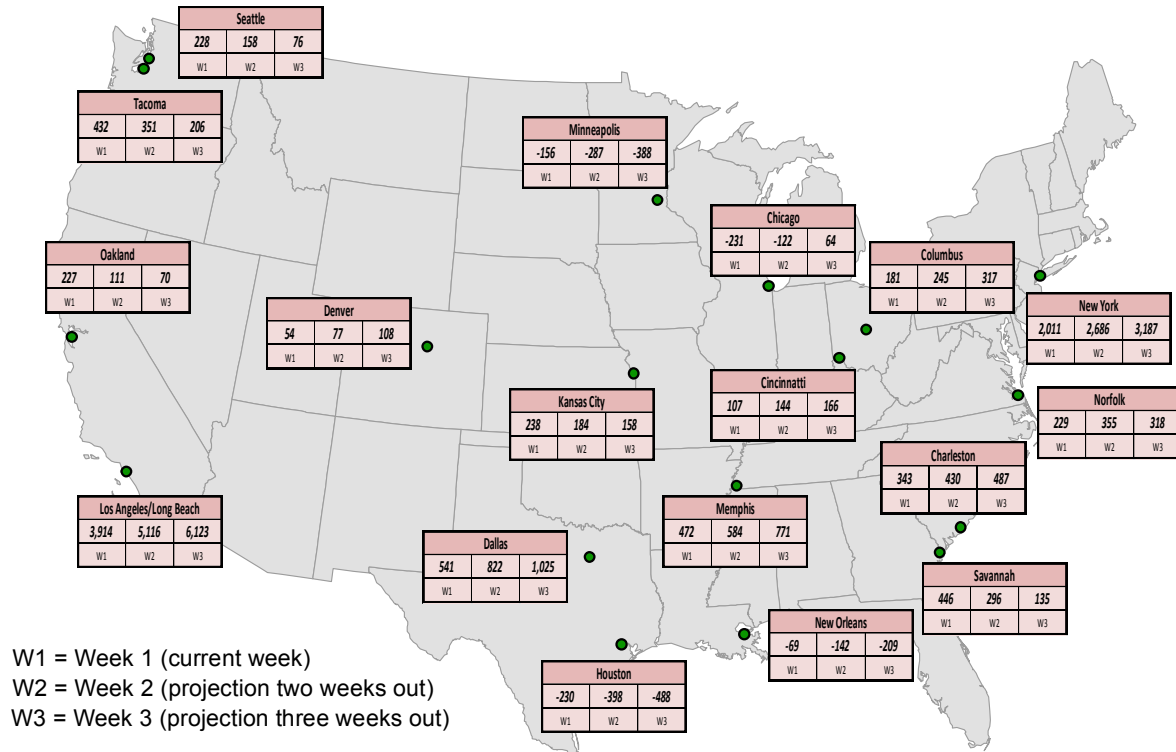 Seattle
228 158 76
W1 W2 W3
Tacoma
432 351 206
W1 W2 W3
Minneapolis
-156 -287 -388
W1 W2 W3
Chicago
-231 -122 64
W1 W2 W3
Oakland
227 111 70
W1 W2 W3
Columbus
181 245 317
W1 W2 W3
Denver
54 77 108
W1 W2 W3
New York
2,011 2,686 3,187
W1 W2 W3
Cincinnatti
107 144 166
W1 W2 W3
Kansas City
238 184 158
W1 W2 W3
Norfolk
229 355 318
W1 W2 W3
Charleston
343 430 487
W1 W2 W3
Los Angeles/Long Beach
3,914 5,116 6,123
W1 W2 W3
Memphis
472 584 771
W1 W2 W3
Dallas
541 822 1,025
W1 W2 W3
Savannah
446 296 135
W1 W2 W3
New Orleans
-69 -142 -209
W1 W2 W3
Houston
-230 -398 -488
W1 W2 W3
W1 = Week 1 (current week)
W2 = Week 2 (projection two weeks out)
W3 = Week 3 (projection three weeks out)